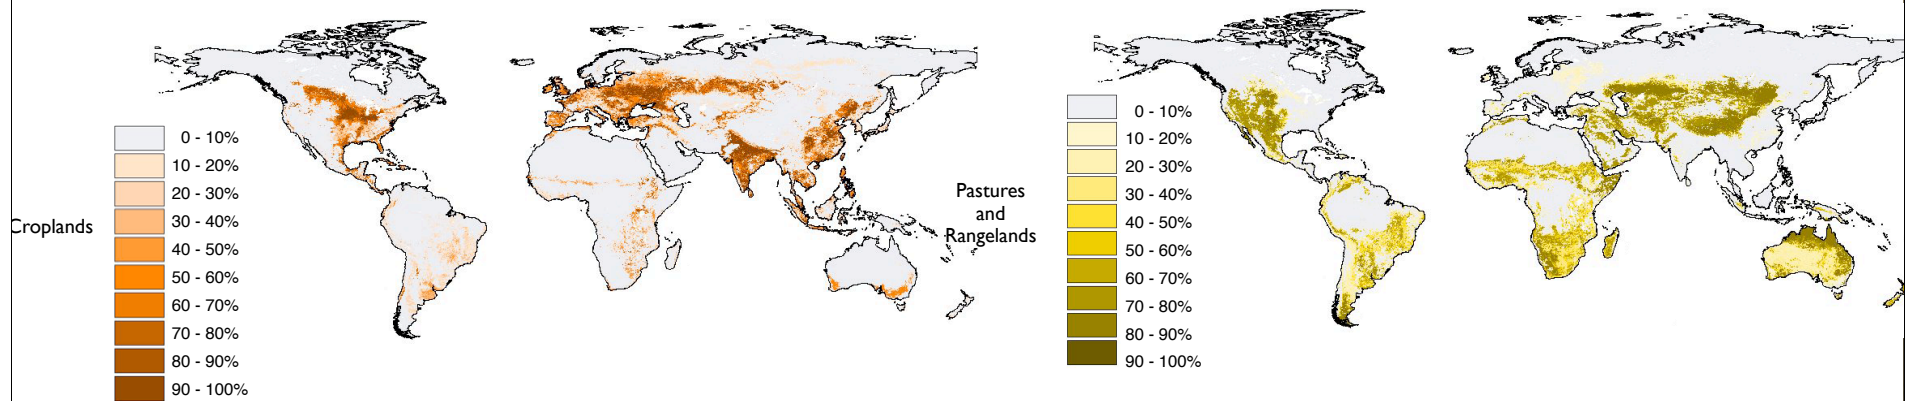 Croplands
0 - 10%
10 - 20%
20 - 30%
30 - 40%
40 - 50%
50 - 60%
60 - 70%
70 - 80%
80 - 90%
90 - 100%
Pastures
and
Rangelands
0 - 10%
10 - 20%
20 - 30%
30 - 40%
40 - 50%
50 - 60%
60 - 70%
70 - 80%
80 - 90%
90 - 100%